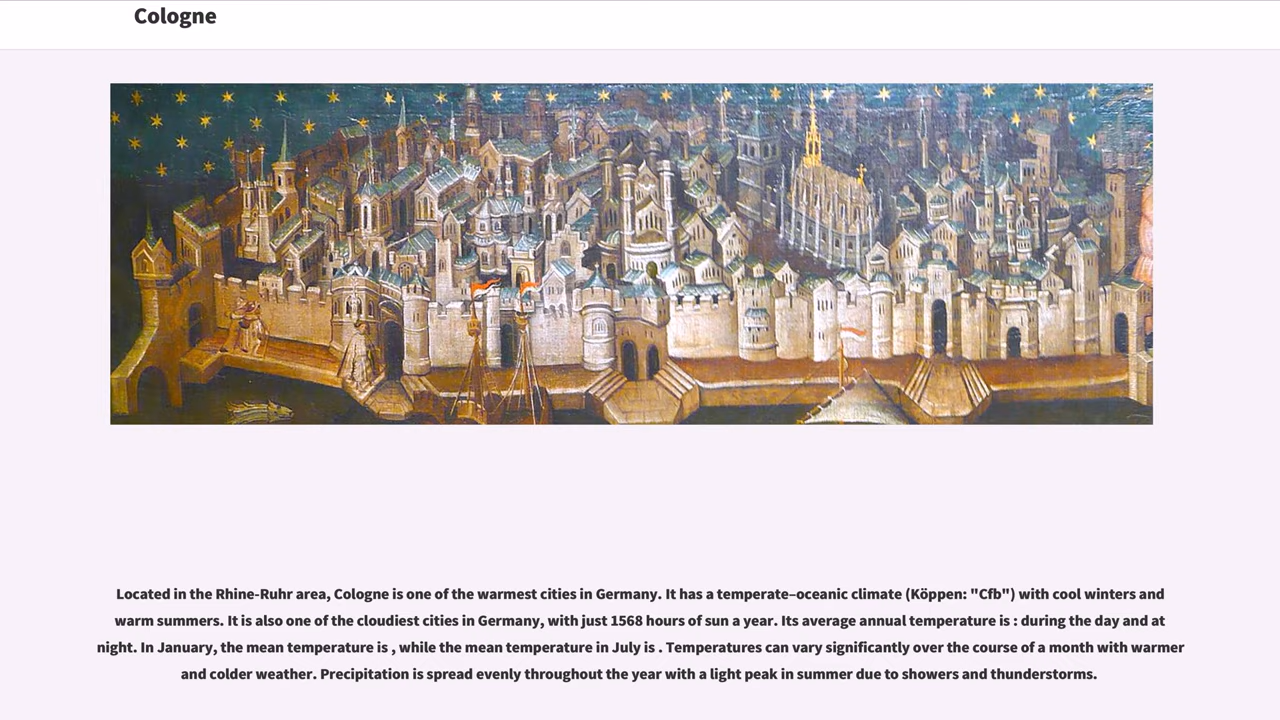 Cologne
Located in the Rhine-Ruhr area, Cologne is one of the warmest cities in Germany. It has a temperate–oceanic climate (Köppen: "Cfb") with cool winters and
warm summers. It is also one of the cloudiest cities in Germany, with just 1568 hours of sun a year. Its average annual temperature is : during the day and at
night. In January, the mean temperature is , while the mean temperature in July is . Temperatures can vary significantly over the course of a month with warmer
and colder weather. Precipitation is spread evenly throughout the year with a light peak in summer due to showers and thunderstorms.